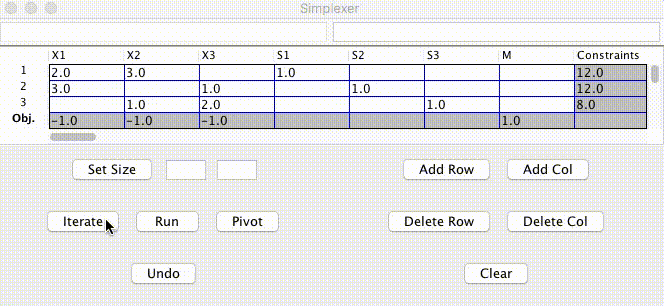 Simplexer
X1 X2 X3 S1 S2 S3 M Constraints
1 2.0 3.0 1.0 12.0
2 3.0 1.0 1.0 12.0
3 1.0 2.0 1.0 8.0
Obj. -1.0 -1.0 -1.0 1.0
Set Size Add Row Add Col
Iterate Run Pivot Delete Row Delete Col
Undo Clear